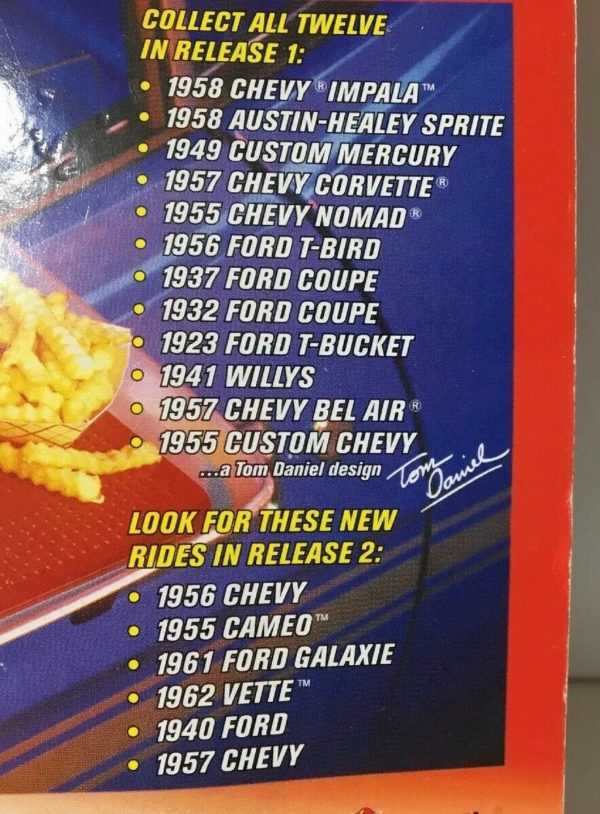 COLLECT ALL TWELVE
IN RELEASE 1:
• 1958 CHEVY® IMPALA™
• 1958 AUSTIN-HEALEY SPRITE
• 1949 CUSTOM MERCURY
• 1957 CHEVY CORVETTE®
• 1955 CHEVY NOMAD®
• 1956 FORD T-BIRD
• 1937 FORD COUPE
• 1932 FORD COUPE
• 1923 FORD T-BUCKET
• 1941 WILLYS
• 1957 CHEVY BEL AIR®
• 1955 CUSTOM CHEVY
...a Tom Daniel design
Tom
Daniel
LOOK FOR THESE NEW
RIDES IN RELEASE 2:
• 1956 CHEVY
• 1955 CAMEO™
• 1961 FORD GALAXIE
• 1962 VETTE™
• 1940 FORD
• 1957 CHEVY